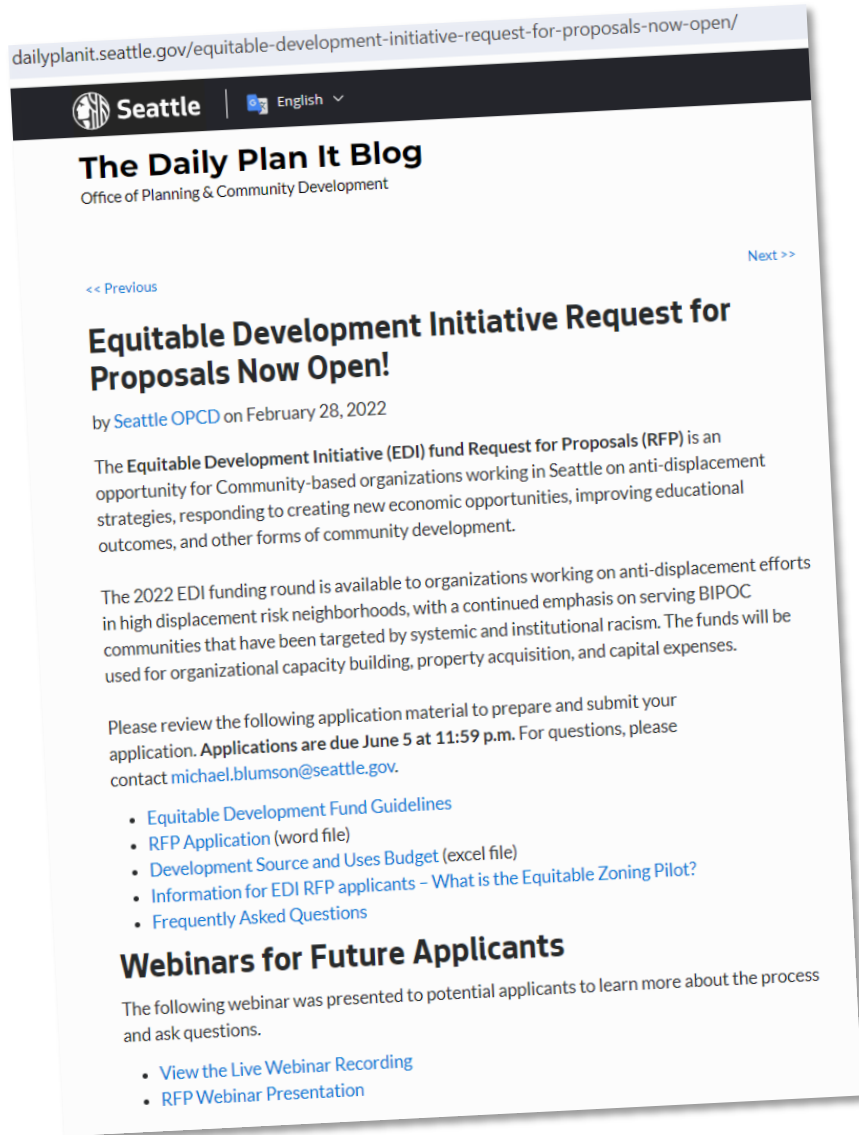 dailyplanit.seattle.gov/equitable-development-initiative-request-for-proposals-now-open/
Seattle
English
The Daily Plan It Blog
Office of Planning & Community Development
<< Previous
Next >>
Equitable Development Initiative Request for
Proposals Now Open!
by Seattle OPCD on February 28, 2022
The Equitable Development Initiative (EDI) fund Request for Proposals (RFP) is an
opportunity for Community-based organizations working in Seattle on anti-displacement
strategies, responding to creating new economic opportunities, improving educational
outcomes, and other forms of community development.
The 2022 EDI funding round is available to organizations working on anti-displacement efforts
in high displacement risk neighborhoods, with a continued emphasis on serving BIPOC
communities that have been targeted by systemic and institutional racism. The funds will be
used for organizational capacity building, property acquisition, and capital expenses.
Please review the following application material to prepare and submit your
application. Applications are due June 5 at 11:59 p.m. For questions, please
contact michael.blumson@seattle.gov.
• Equitable Development Fund Guidelines
• RFP Application (word file)
• Development Source and Uses Budget (excel file)
• Information for EDI RFP applicants – What is the Equitable Zoning Pilot?
• Frequently Asked Questions
Webinars for Future Applicants
The following webinar was presented to potential applicants to learn more about the process
and ask questions.
• View the Live Webinar Recording
• RFP Webinar Presentation